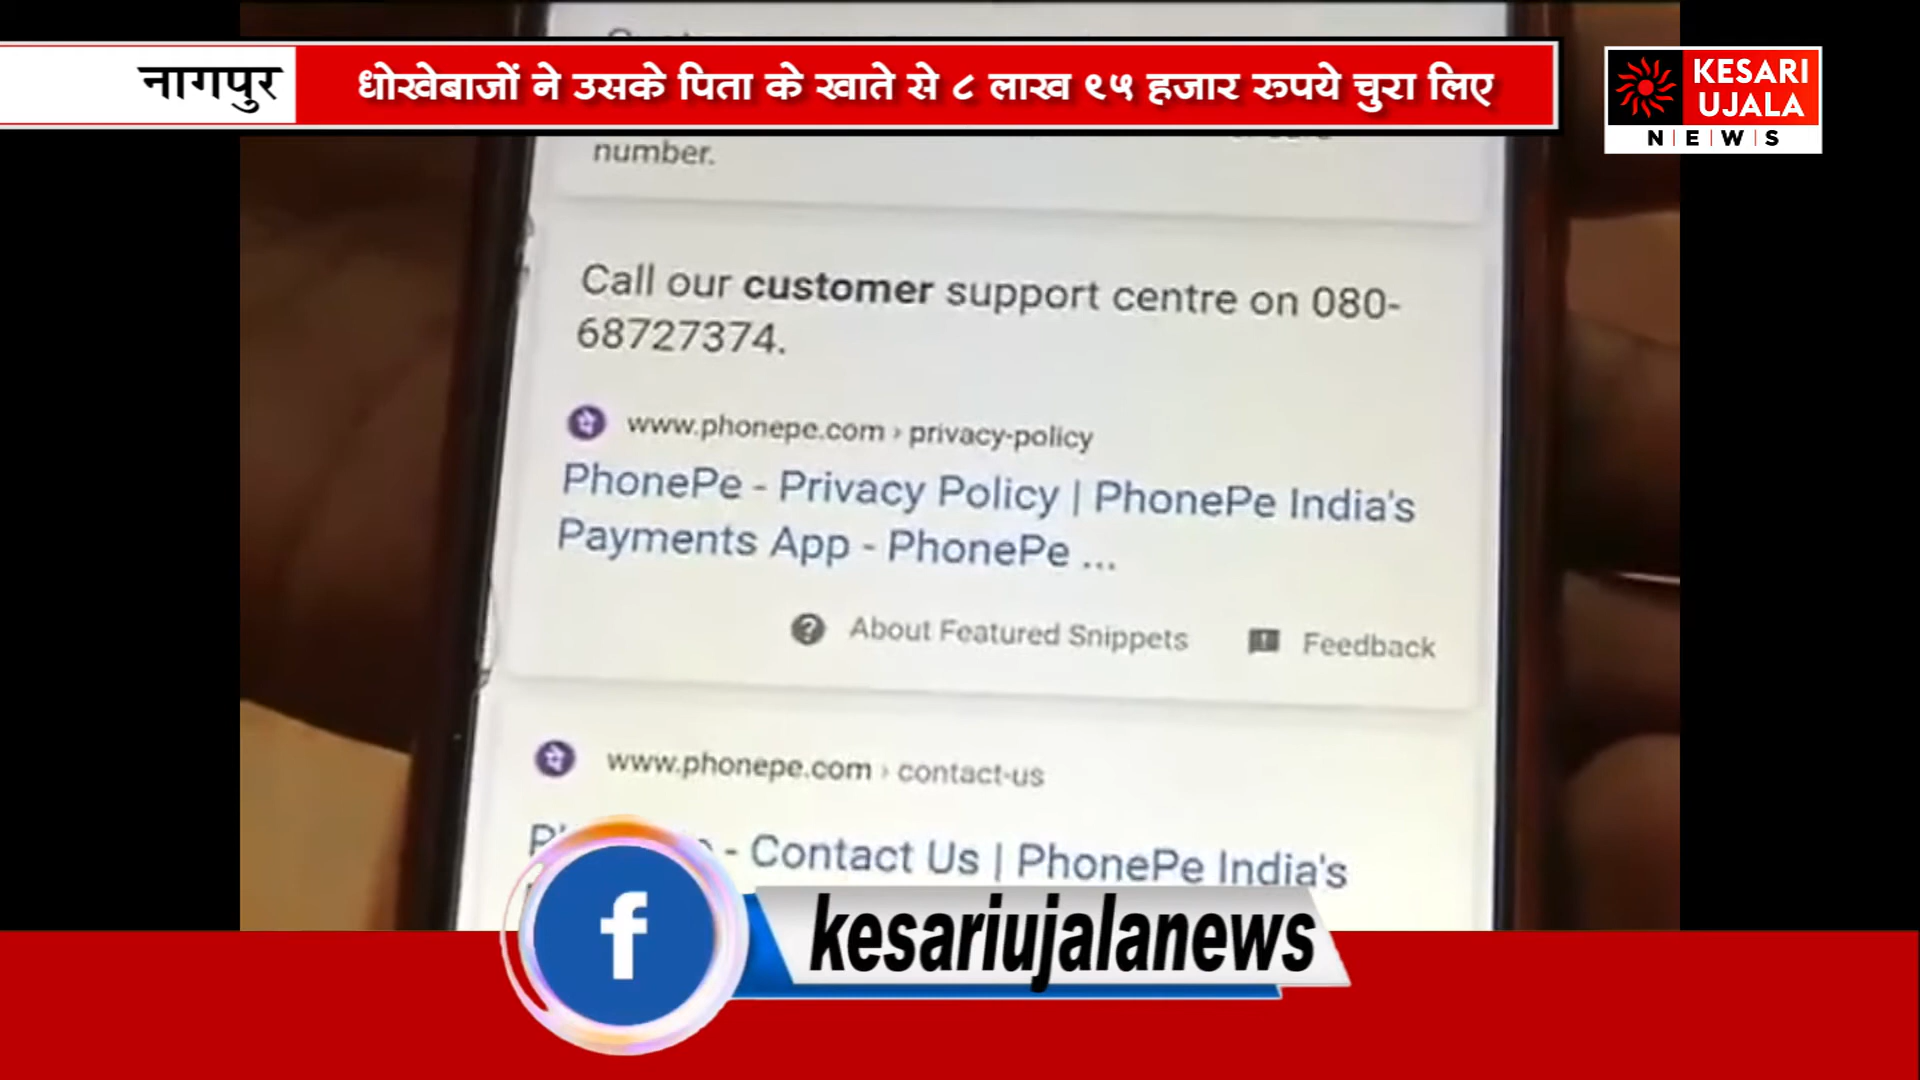 नागपुर
धोखेबाजों ने उसके पिता के खाते से ८ लाख ९५ हजार रुपये चुरा लिए
KESARI
UJALA
NEWS
number.
Call our customer support centre on 080-
68727374.
www.phonepe.com › privacy-policy
PhonePe - Privacy Policy | PhonePe India's
Payments App - PhonePe ...
About Featured Snippets
Feedback
www.phonepe.com › contact-us
- Contact Us | PhonePe India's
f
kesariujalanews